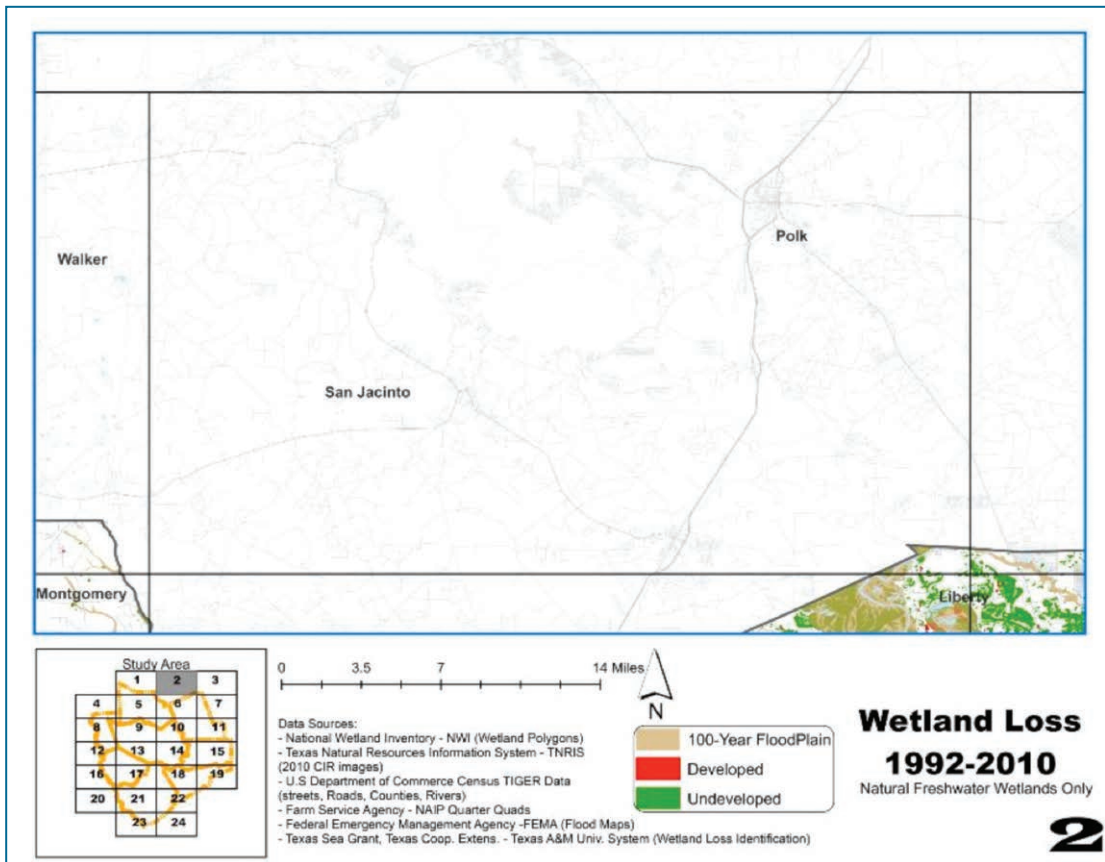 Walker
Polk
San Jacinto
Montgomery
Liberty
Study Area
1 2 3
4 5 6 7
8 9 10 11
12 13 14 15
16 17 18 19
20 21 22
23 24
0 3.5 7 14 Miles
N
Data Sources:
- National Wetland Inventory - NWI (Wetland Polygons)
- Texas Natural Resources Information System - TNRIS
(2010 CIR images)
- U.S Department of Commerce Census TIGER Data
(streets, Roads, Counties, Rivers)
- Farm Service Agency - NAIP Quarter Quads
- Federal Emergency Management Agency -FEMA (Flood Maps)
- Texas Sea Grant, Texas Coop. Extens. - Texas A&M Univ. System (Wetland Loss Identification)
100-Year FloodPlain
Developed
Undeveloped
Wetland Loss
1992-2010
Natural Freshwater Wetlands Only
2